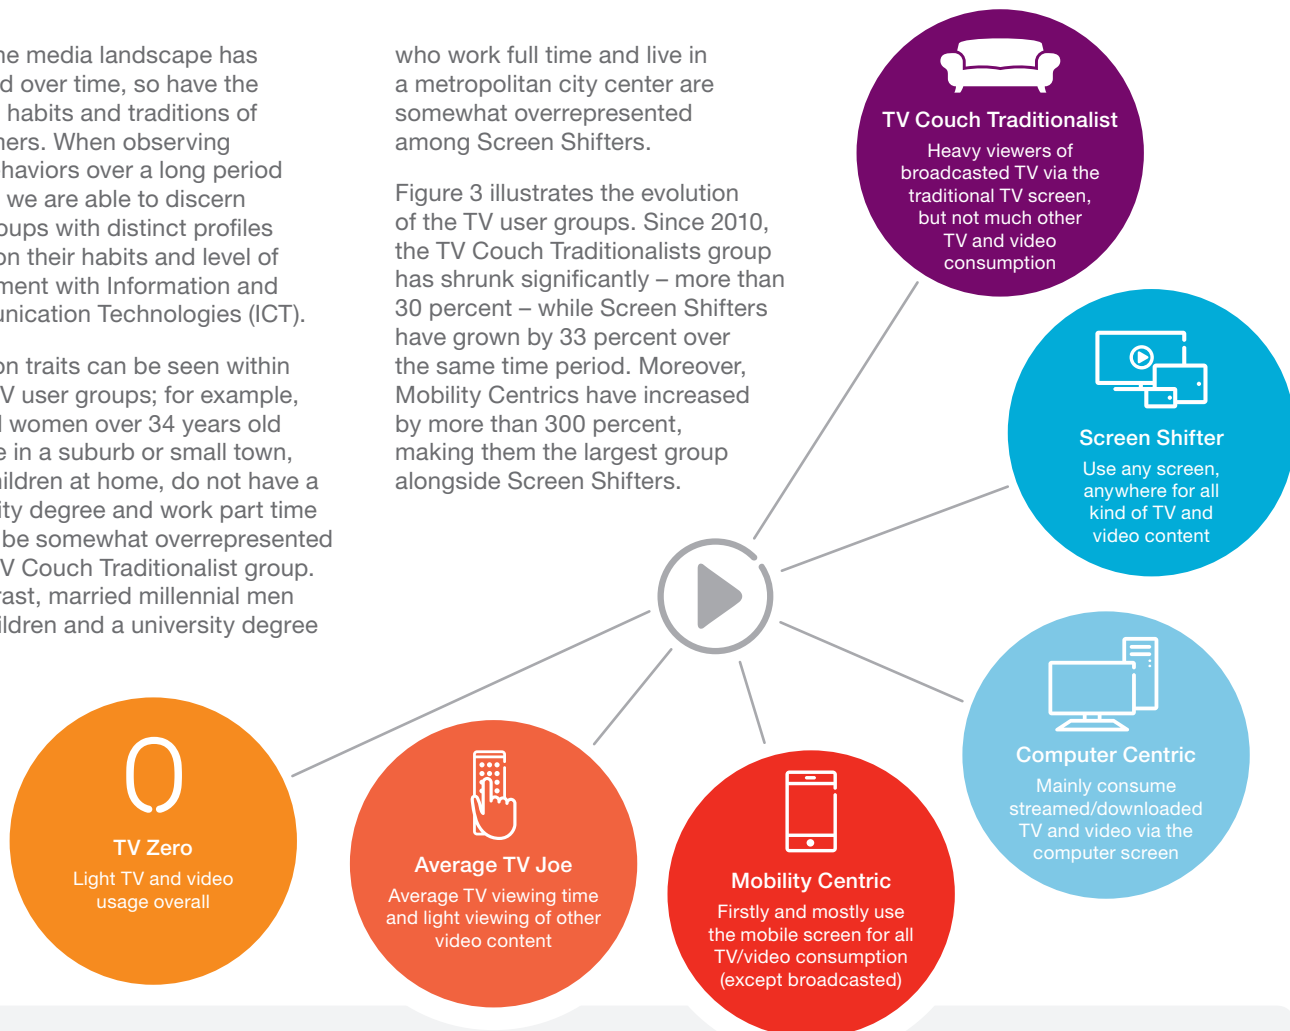 ne media landscape has
d over time, so have the
habits and traditions of
ners. When observing
haviors over a long period
we are able to discern
oups with distinct profiles
on their habits and level of
ment with Information and
unication Technologies (ICT).
on traits can be seen within
V user groups; for example,
d women over 34 years old
e in a suburb or small town,
hildren at home, do not have a
ity degree and work part time
be somewhat overrepresented
V Couch Traditionalist group.
rast, married millennial men
ildren and a university degree
who work full time and live in
a metropolitan city center are
somewhat overrepresented
among Screen Shifters.
Figure 3 illustrates the evolution
of the TV user groups. Since 2010,
the TV Couch Traditionalists group
has shrunk significantly – more than
30 percent – while Screen Shifters
have grown by 33 percent over
the same time period. Moreover,
Mobility Centrics have increased
by more than 300 percent,
making them the largest group
alongside Screen Shifters.
TV Couch Traditionalist
Heavy viewers of
broadcasted TV via the
traditional TV screen,
but not much other
TV and video
consumption
Screen Shifter
Use any screen,
anywhere for all
kind of TV and
video content
Computer Centric
Mainly consume
streamed/downloaded
TV and video via the
computer screen
Mobility Centric
Firstly and mostly use
the mobile screen for all
TV/video consumption
(except broadcasted)
Average TV Joe
Average TV viewing time
and light viewing of other
video content
TV Zero
Light TV and video
usage overall